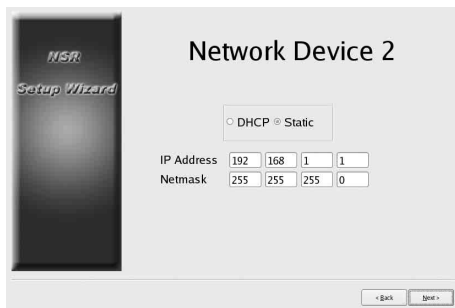 NSR
Setup Wizard
Network Device 2
DHCP Static
IP Address 192 168 1 1
Netmask 255 255 255 0
< Back Next >